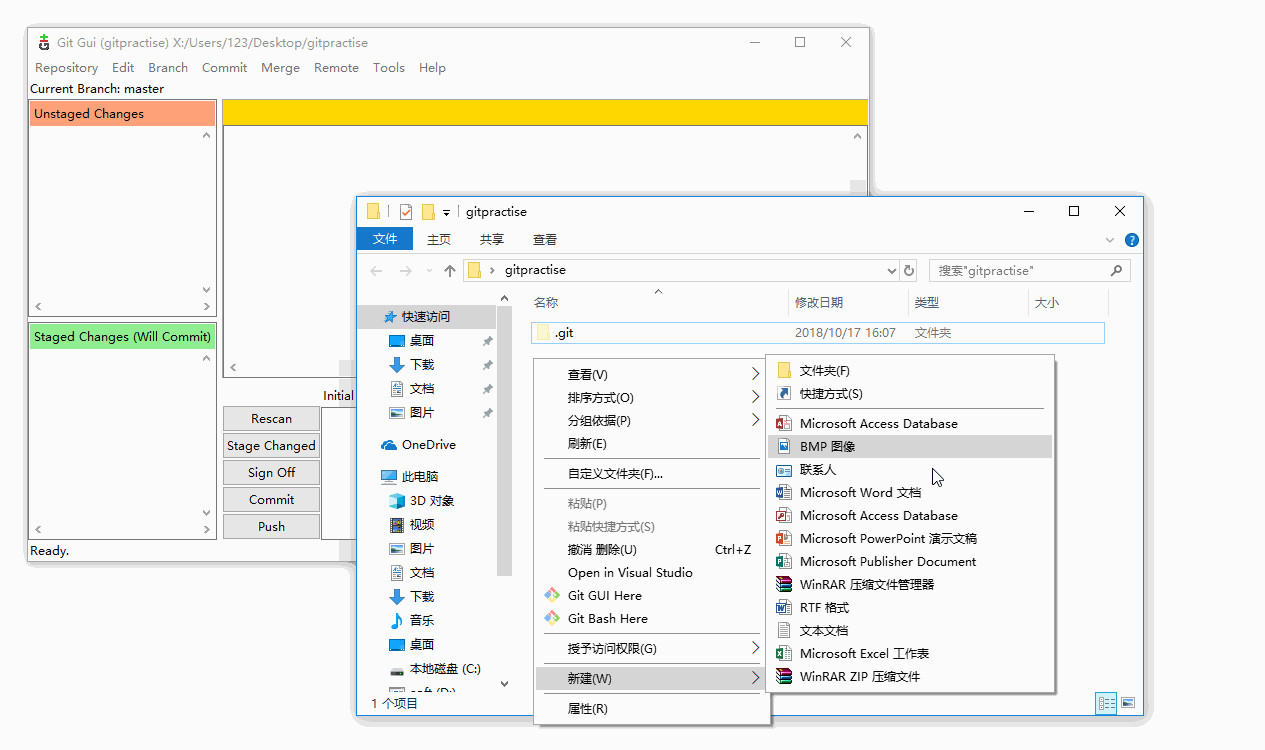 Git Gui (gitpractise) X:/Users/123/Desktop/gitpractise
Repository Edit Branch Commit Merge Remote Tools Help
Current Branch: master
Unstaged Changes
Staged Changes (Will Commit)
Initial
Rescan
Stage Changed
Sign Off
Commit
Push
Ready.
gitpractise
文件 主页 共享 查看
gitpractise
搜索"gitpractise"
快速访问
桌面
下载
文档
图片
OneDrive
此电脑
3D 对象
视频
图片
文档
下载
音乐
桌面
本地磁盘 (C:)
1 个项目
名称 修改日期 类型 大小
.git 2018/10/17 16:07 文件夹
查看(V)
排序方式(O)
分组依据(P)
刷新(E)
自定义文件夹(F)...
粘贴(P)
粘贴快捷方式(S)
撤消 删除(U) Ctrl+Z
Open in Visual Studio
Git GUI Here
Git Bash Here
授予访问权限(G)
新建(W)
属性(R)
文件夹(F)
快捷方式(S)
Microsoft Access Database
BMP 图像
联系人
Microsoft Word 文档
Microsoft Access Database
Microsoft PowerPoint 演示文稿
Microsoft Publisher Document
WinRAR 压缩文件管理器
RTF 格式
文本文档
Microsoft Excel 工作表
WinRAR ZIP 压缩文件